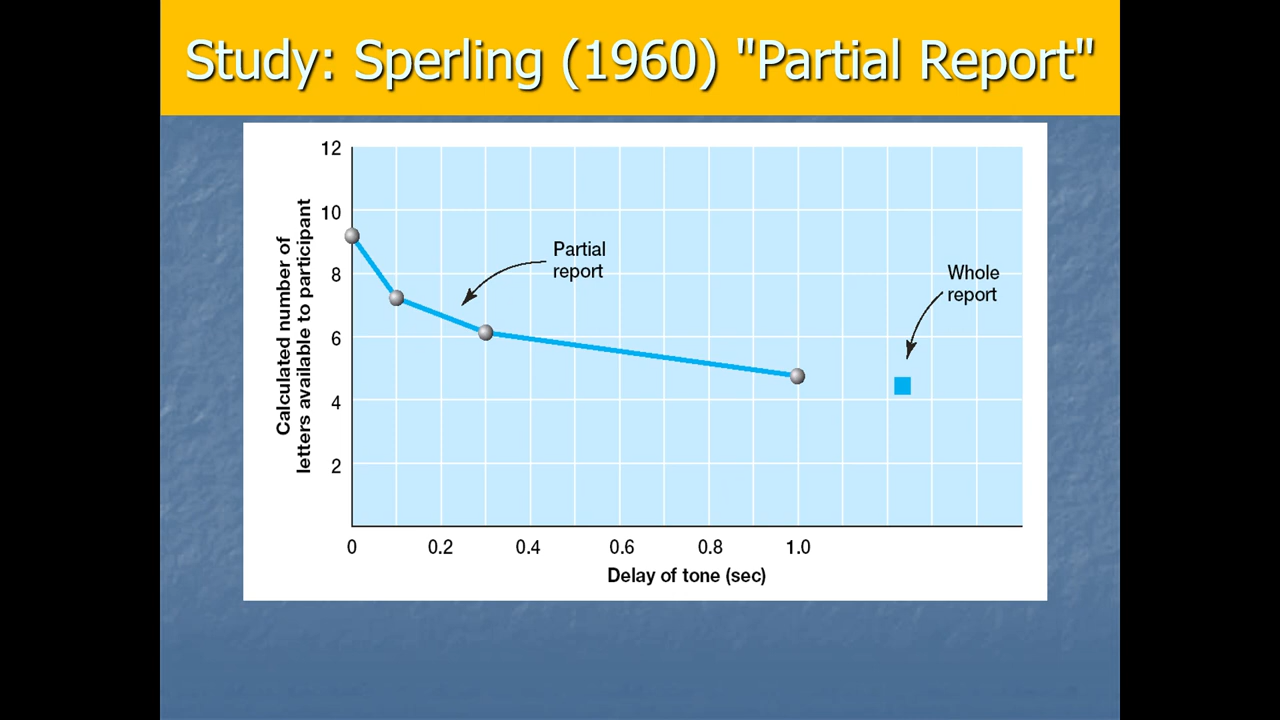 Study: Sperling (1960) "Partial Report"
12
10
8
6
4
2
Calculated number of
letters available to participant
Partial
report
Whole
report
0 0.2 0.4 0.6 0.8 1.0
Delay of tone (sec)